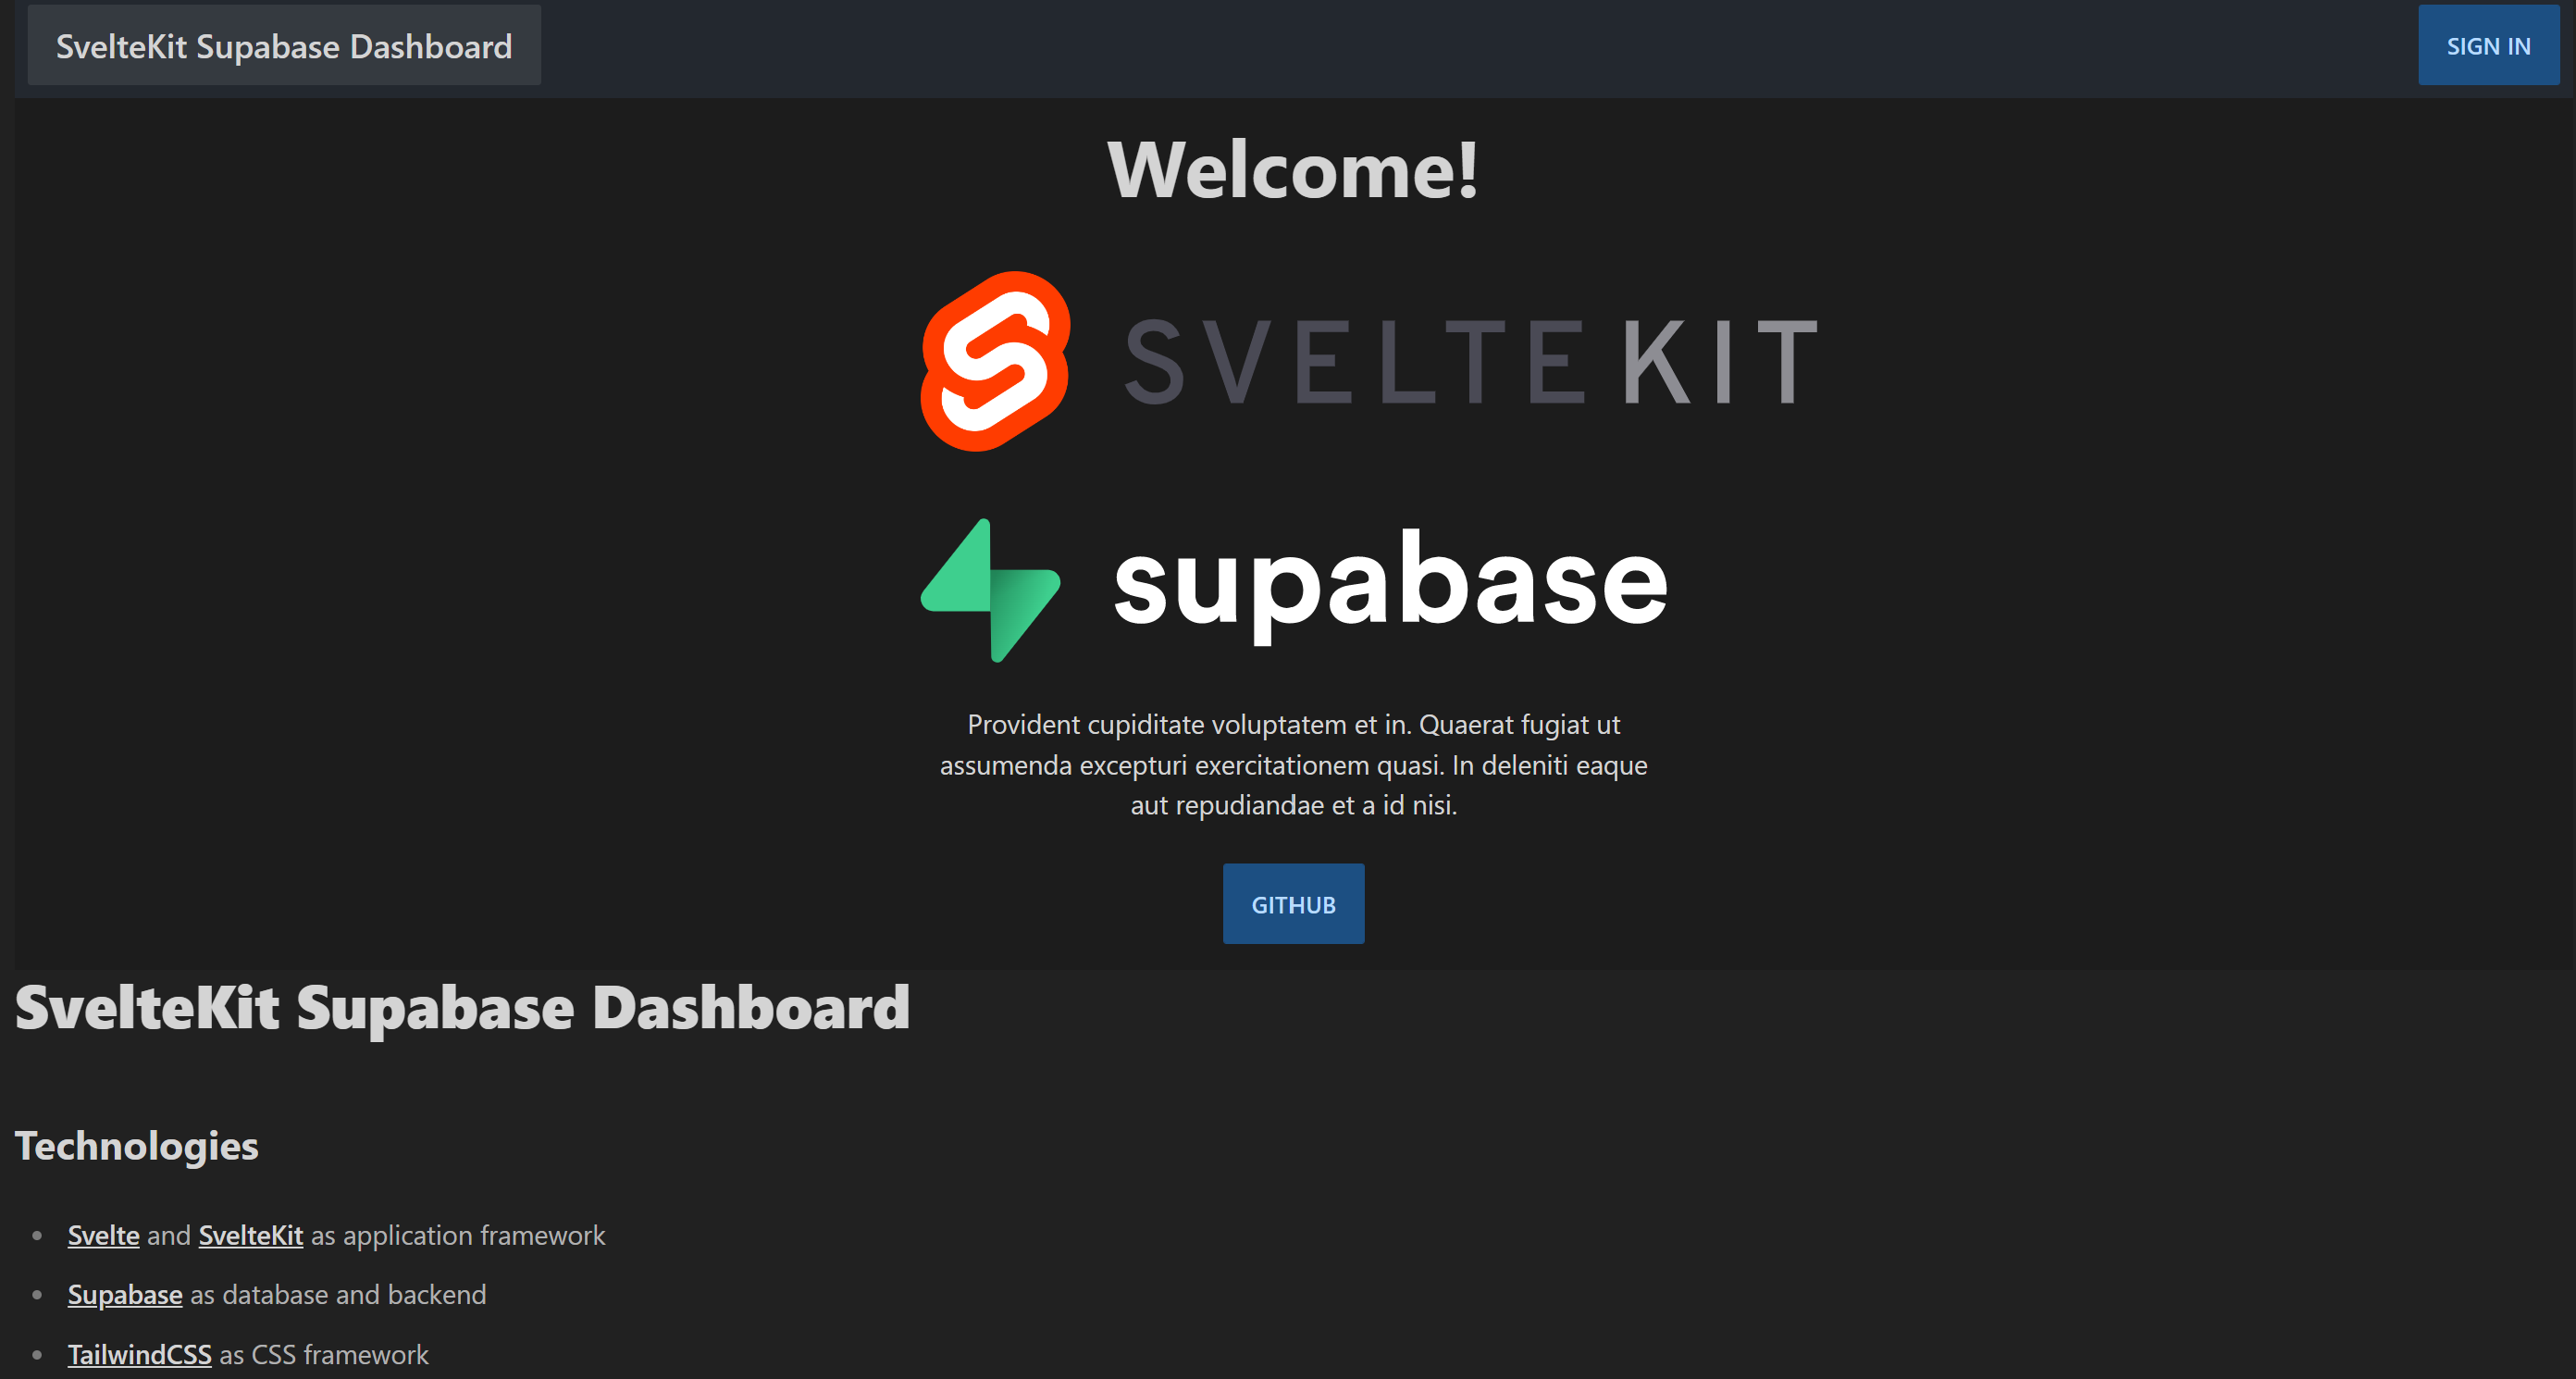 SvelteKit Supabase Dashboard
SIGN IN
Welcome!
SVELTEKIT
supabase
Provident cupiditate voluptatem et in. Quaerat fugiat ut
assumenda excepturi exercitationem quasi. In deleniti eaque
aut repudiandae et a id nisi.
GITHUB
SvelteKit Supabase Dashboard
Technologies
Svelte and SvelteKit as application framework
Supabase as database and backend
TailwindCSS as CSS framework